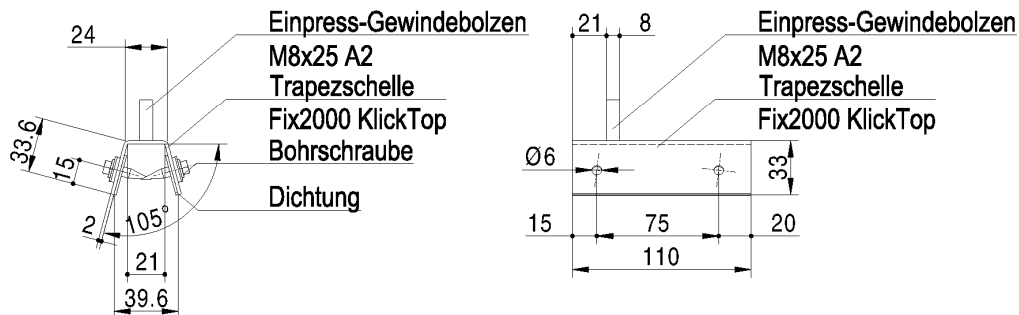 24
Einpress-Gewindebolzen
M8x25 A2
Trapezschelle
Fix2000 KlickTop
Bohrschraube
Dichtung
33.6
15
2
105°
21
39.6
21
8
Einpress-Gewindebolzen
M8x25 A2
Trapezschelle
Fix2000 KlickTop
Ø6
33
15
75
20
110